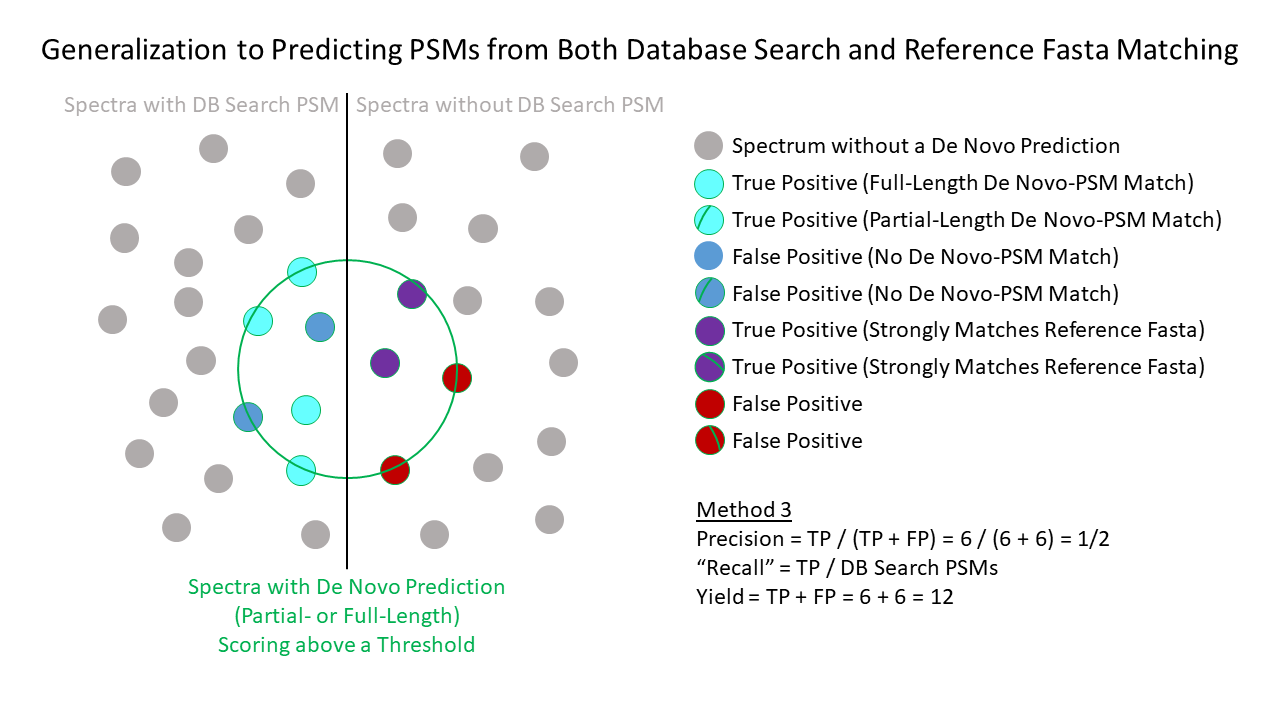 Generalization to Predicting PSMs from Both Database Search and Reference Fasta Matching
Spectra with DB Search PSM
Spectra without DB Search PSM
Spectrum without a De Novo Prediction
True Positive (Full-Length De Novo-PSM Match)
True Positive (Partial-Length De Novo-PSM Match)
False Positive (No De Novo-PSM Match)
False Positive (No De Novo-PSM Match)
True Positive (Strongly Matches Reference Fasta)
True Positive (Strongly Matches Reference Fasta)
False Positive
False Positive
Method 3
Precision = TP / (TP + FP) = 6 / (6 + 6) = 1/2
“Recall” = TP / DB Search PSMs
Yield = TP + FP = 6 + 6 = 12
Spectra with De Novo Prediction
(Partial- or Full-Length)
Scoring above a Threshold